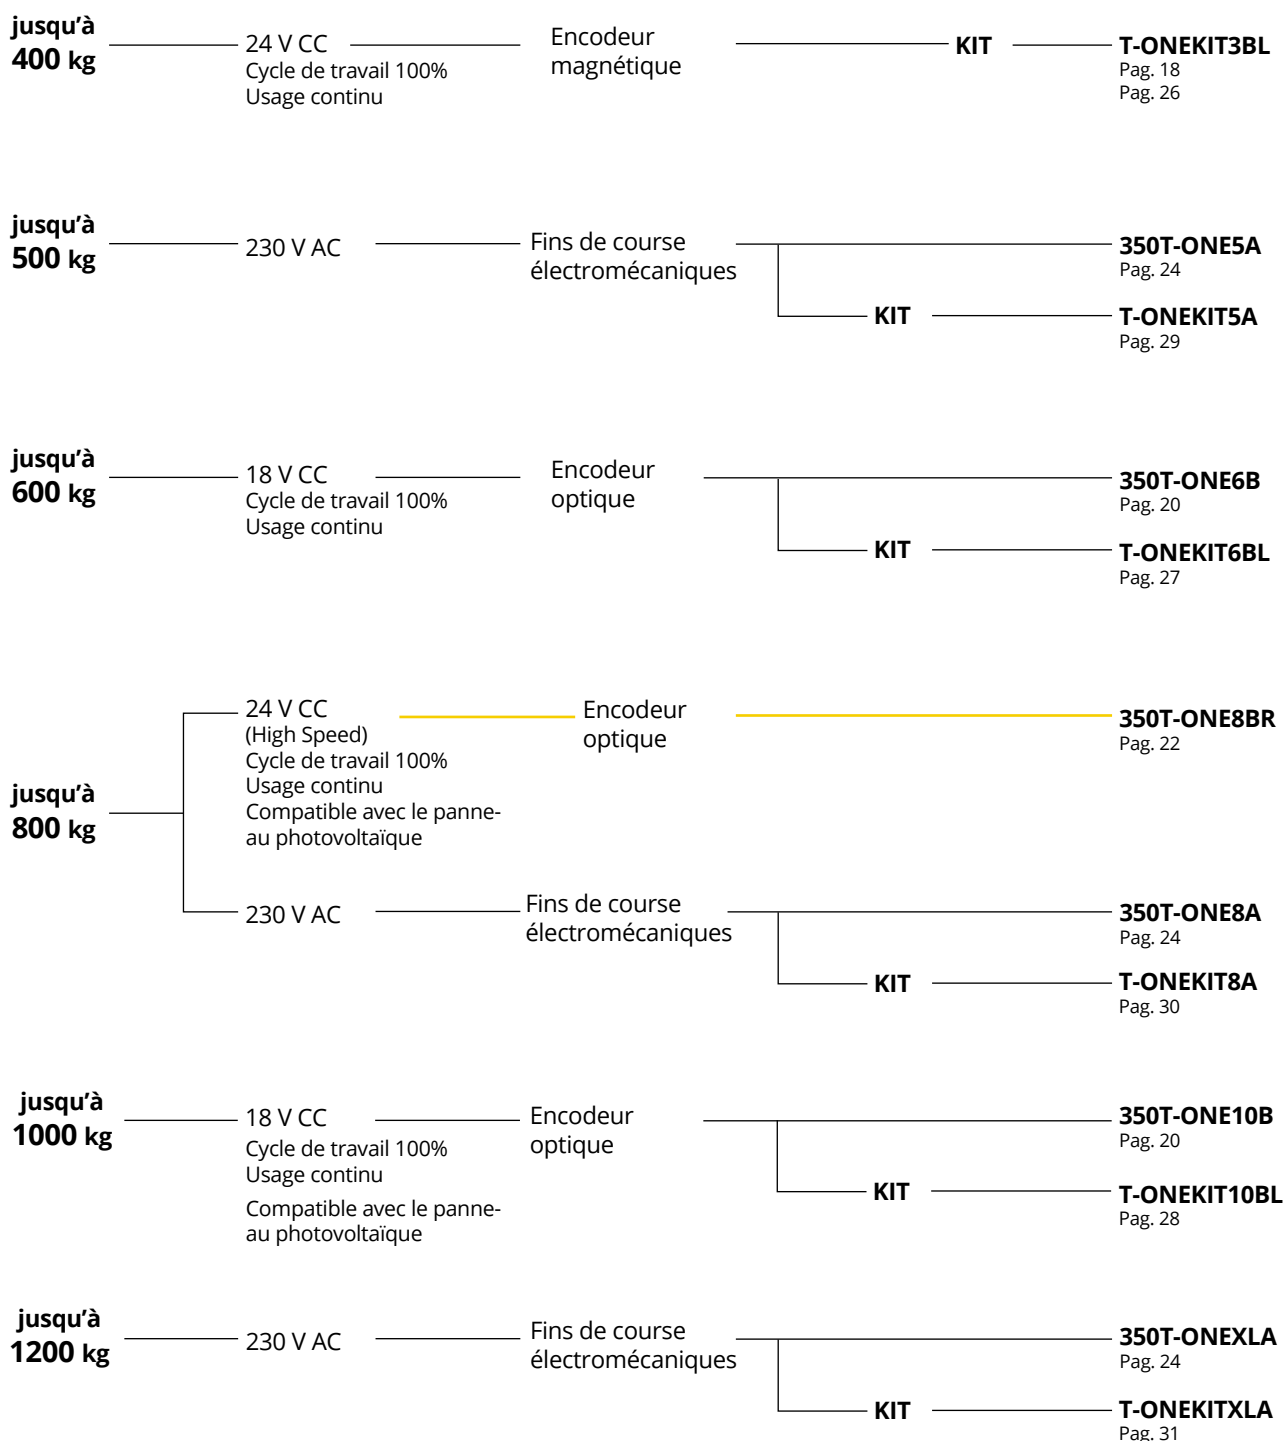 jusqu'à
400 kg
24 V CC
Cycle de travail 100%
Usage continu
Encodeur
magnétique
KIT
T-ONEKIT3BL
Pag. 18
Pag. 26
jusqu'à
500 kg
230 V AC
Fins de course
électromécaniques
350T-ONE5A
Pag. 24
KIT
T-ONEKIT5A
Pag. 29
jusqu'à
600 kg
18 V CC
Cycle de travail 100%
Usage continu
Encodeur
optique
350T-ONE6B
Pag. 20
KIT
T-ONEKIT6BL
Pag. 27
jusqu'à
800 kg
24 V CC
(High Speed)
Cycle de travail 100%
Usage continu
Compatible avec le panne-
au photovoltaïque
Encodeur
optique
350T-ONE8BR
Pag. 22
230 V AC
Fins de course
électromécaniques
350T-ONE8A
Pag. 24
KIT
T-ONEKIT8A
Pag. 30
jusqu'à
1000 kg
18 V CC
Cycle de travail 100%
Usage continu
Compatible avec le panne-
au photovoltaïque
Encodeur
optique
350T-ONE10B
Pag. 20
KIT
T-ONEKIT10BL
Pag. 28
jusqu'à
1200 kg
230 V AC
Fins de course
électromécaniques
350T-ONEXLA
Pag. 24
KIT
T-ONEKITXLA
Pag. 31